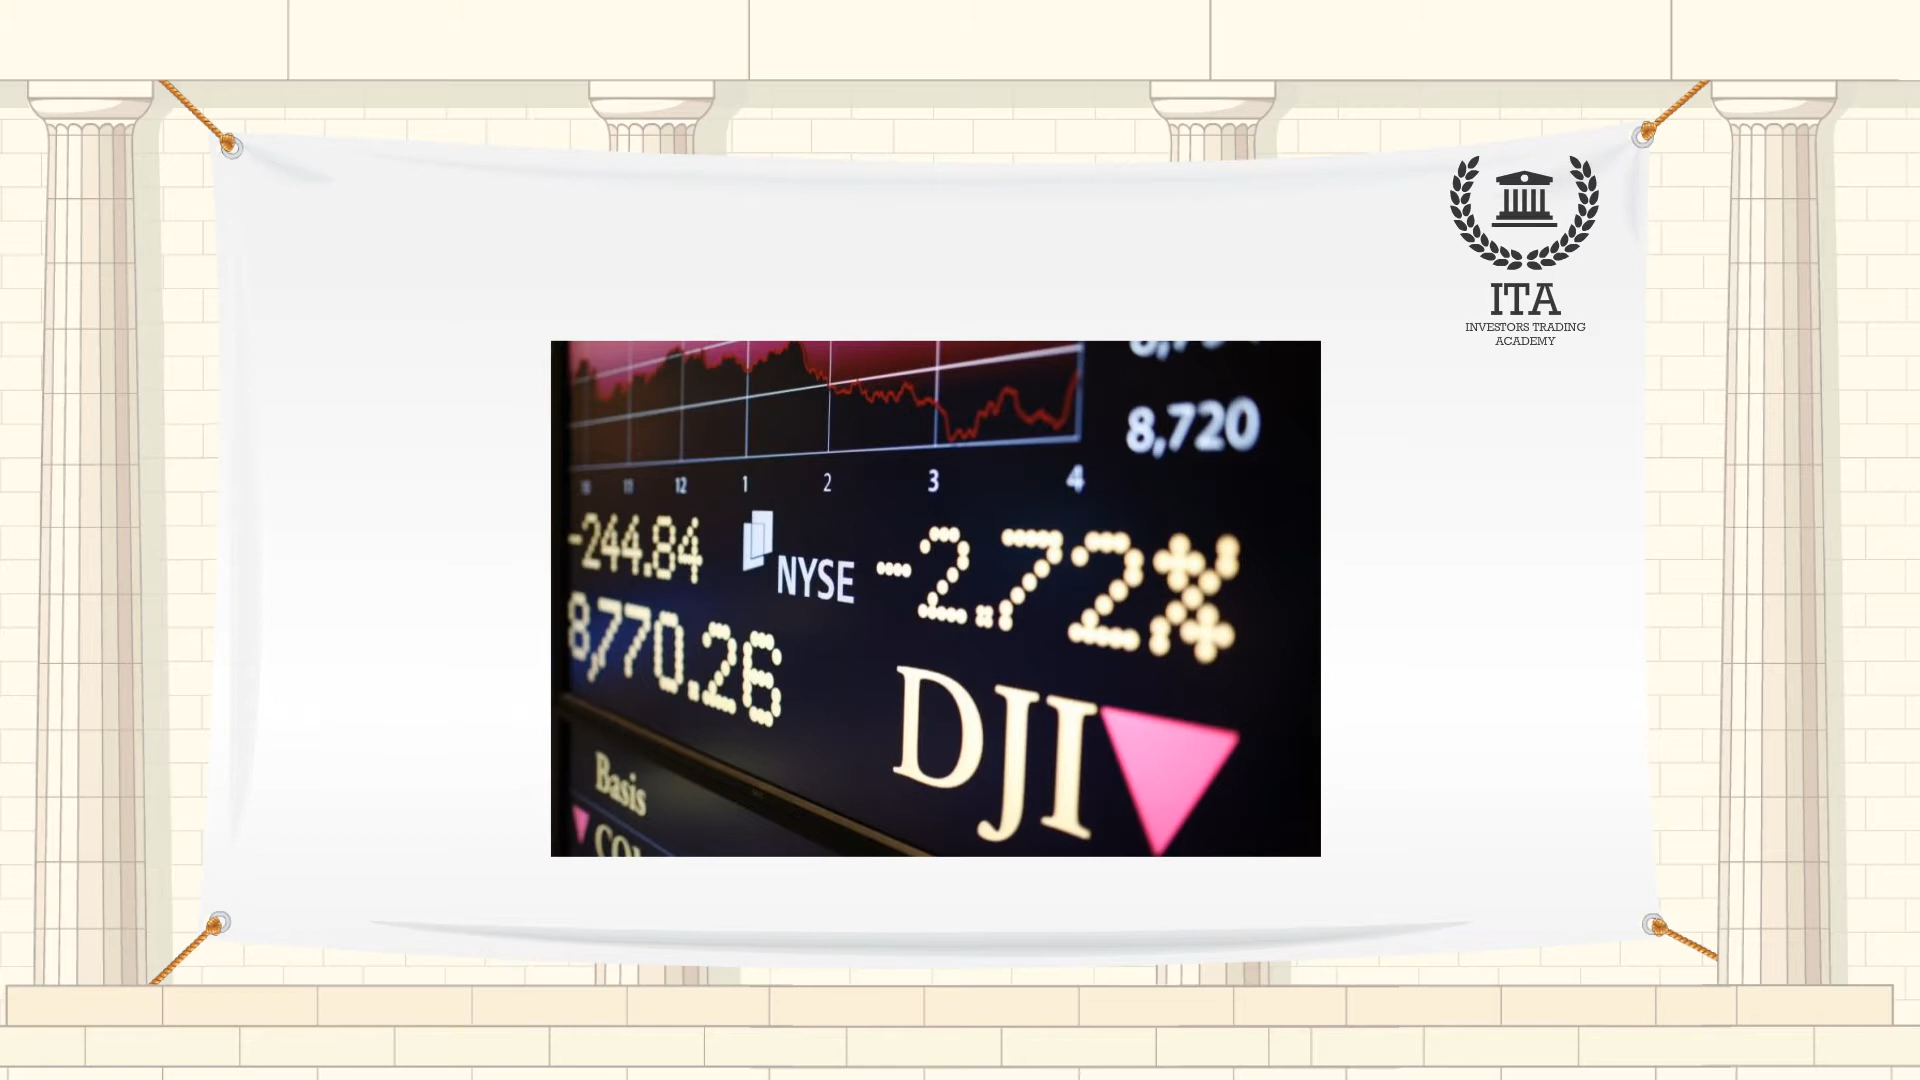 ITA
INVESTORS TRADING
ACADEMY
8,720
10 11 12 1 2 3 4
-244.84
NYSE
-2.72%
8,770.26
DJI
Basis